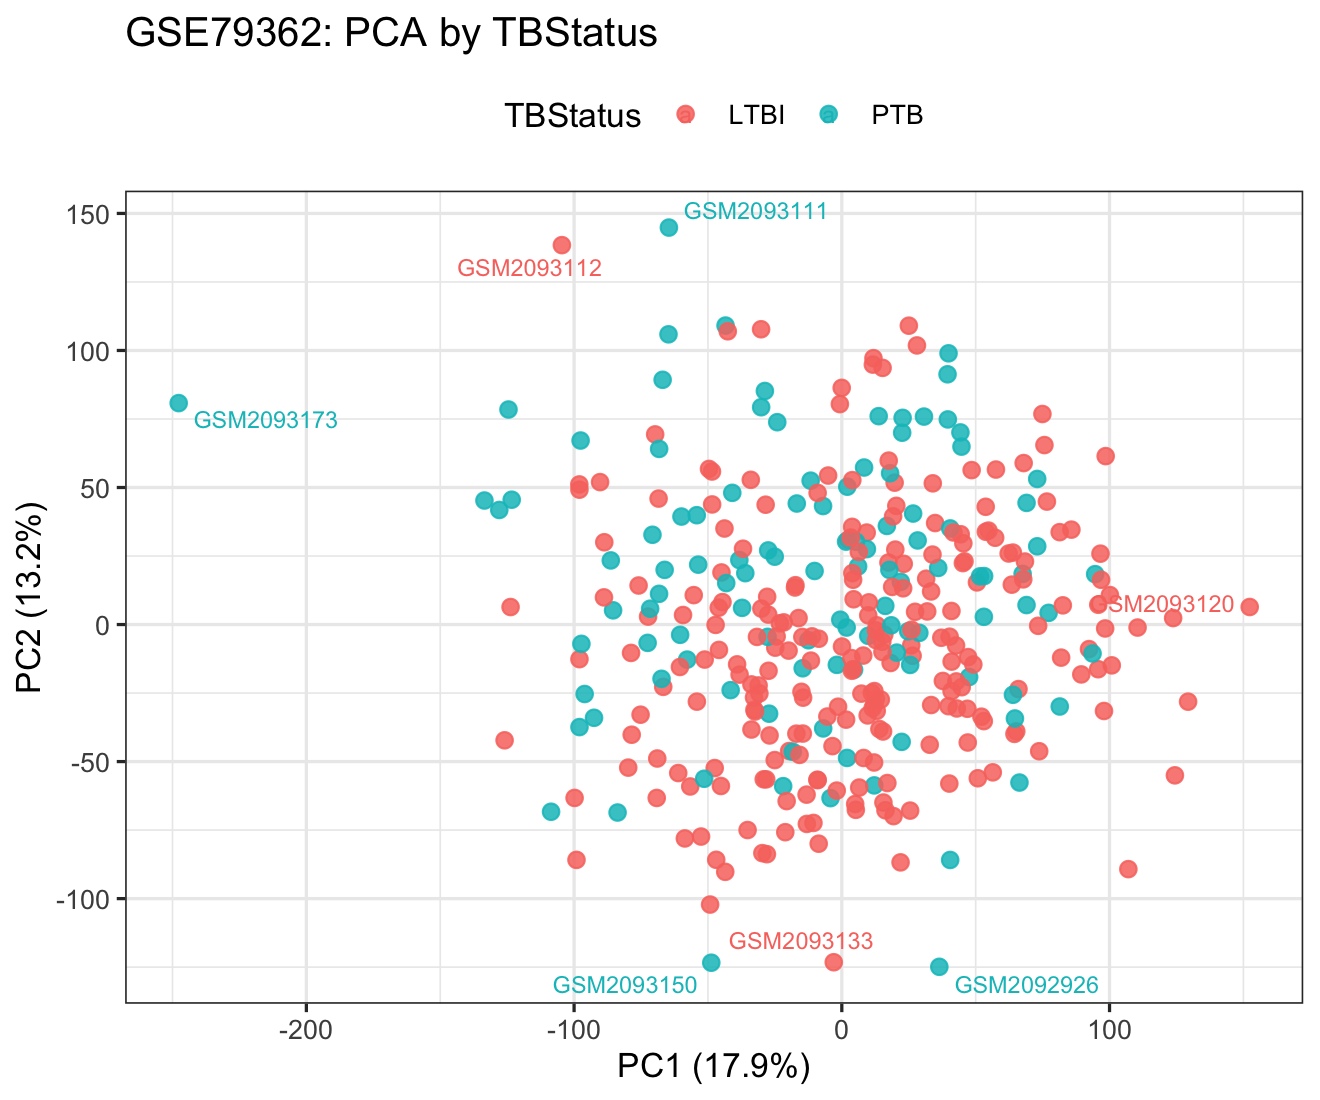 GSE79362: PCA by TBStatus
TBStatus a LTBI a PTB
GSM2093111
GSM2093112
GSM2093173
GSM2093120
GSM2093133
GSM2093150
GSM2092926
150
100
50
0
-50
-100
PC2 (13.2%)
-200 -100 0 100
PC1 (17.9%)